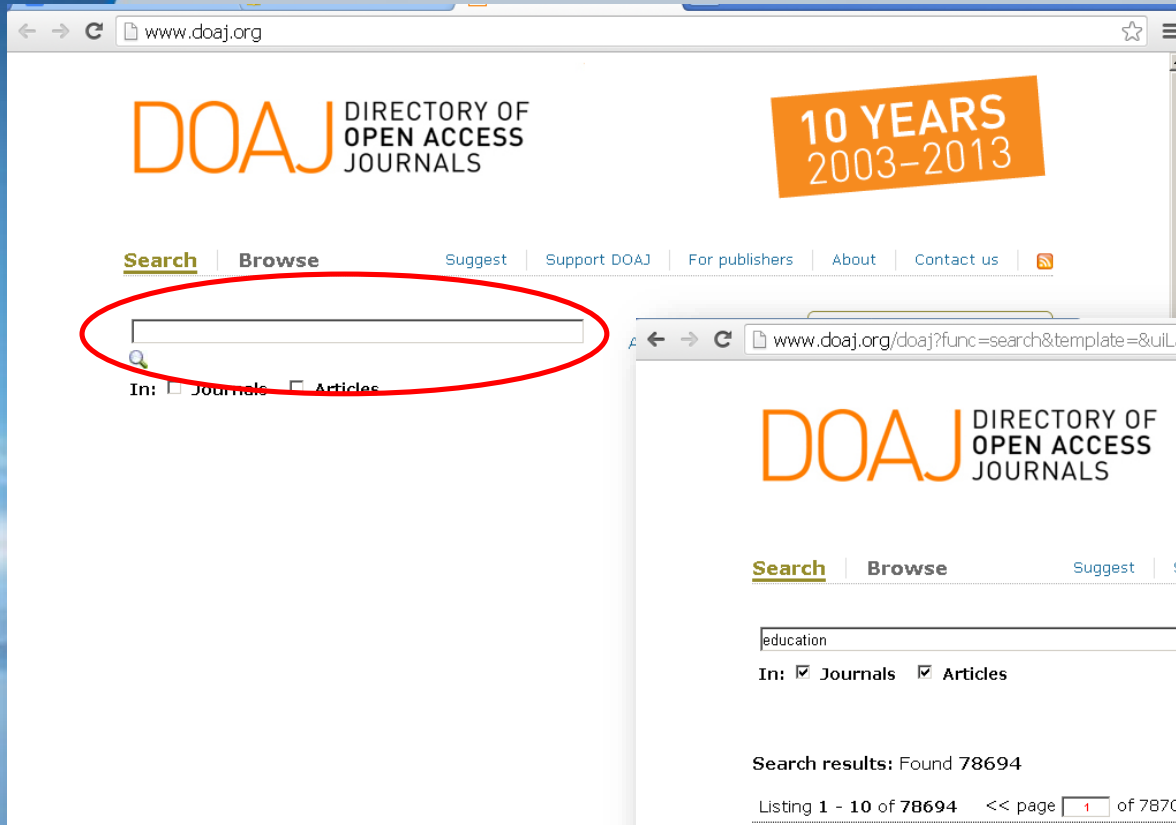 www.doaj.org
DOAJ DIRECTORY OF
OPEN ACCESS
JOURNALS
10 YEARS
2003–2013
Search Browse Suggest Support DOAJ For publishers About Contact us
In: Journals Articles
www.doaj.org/doaj?func=search&template=&uiL
DOAJ DIRECTORY OF
OPEN ACCESS
JOURNALS
Search Browse Suggest
education
In: Journals Articles
Search results: Found 78694
Listing 1 - 10 of 78694 << page 1 of 7870